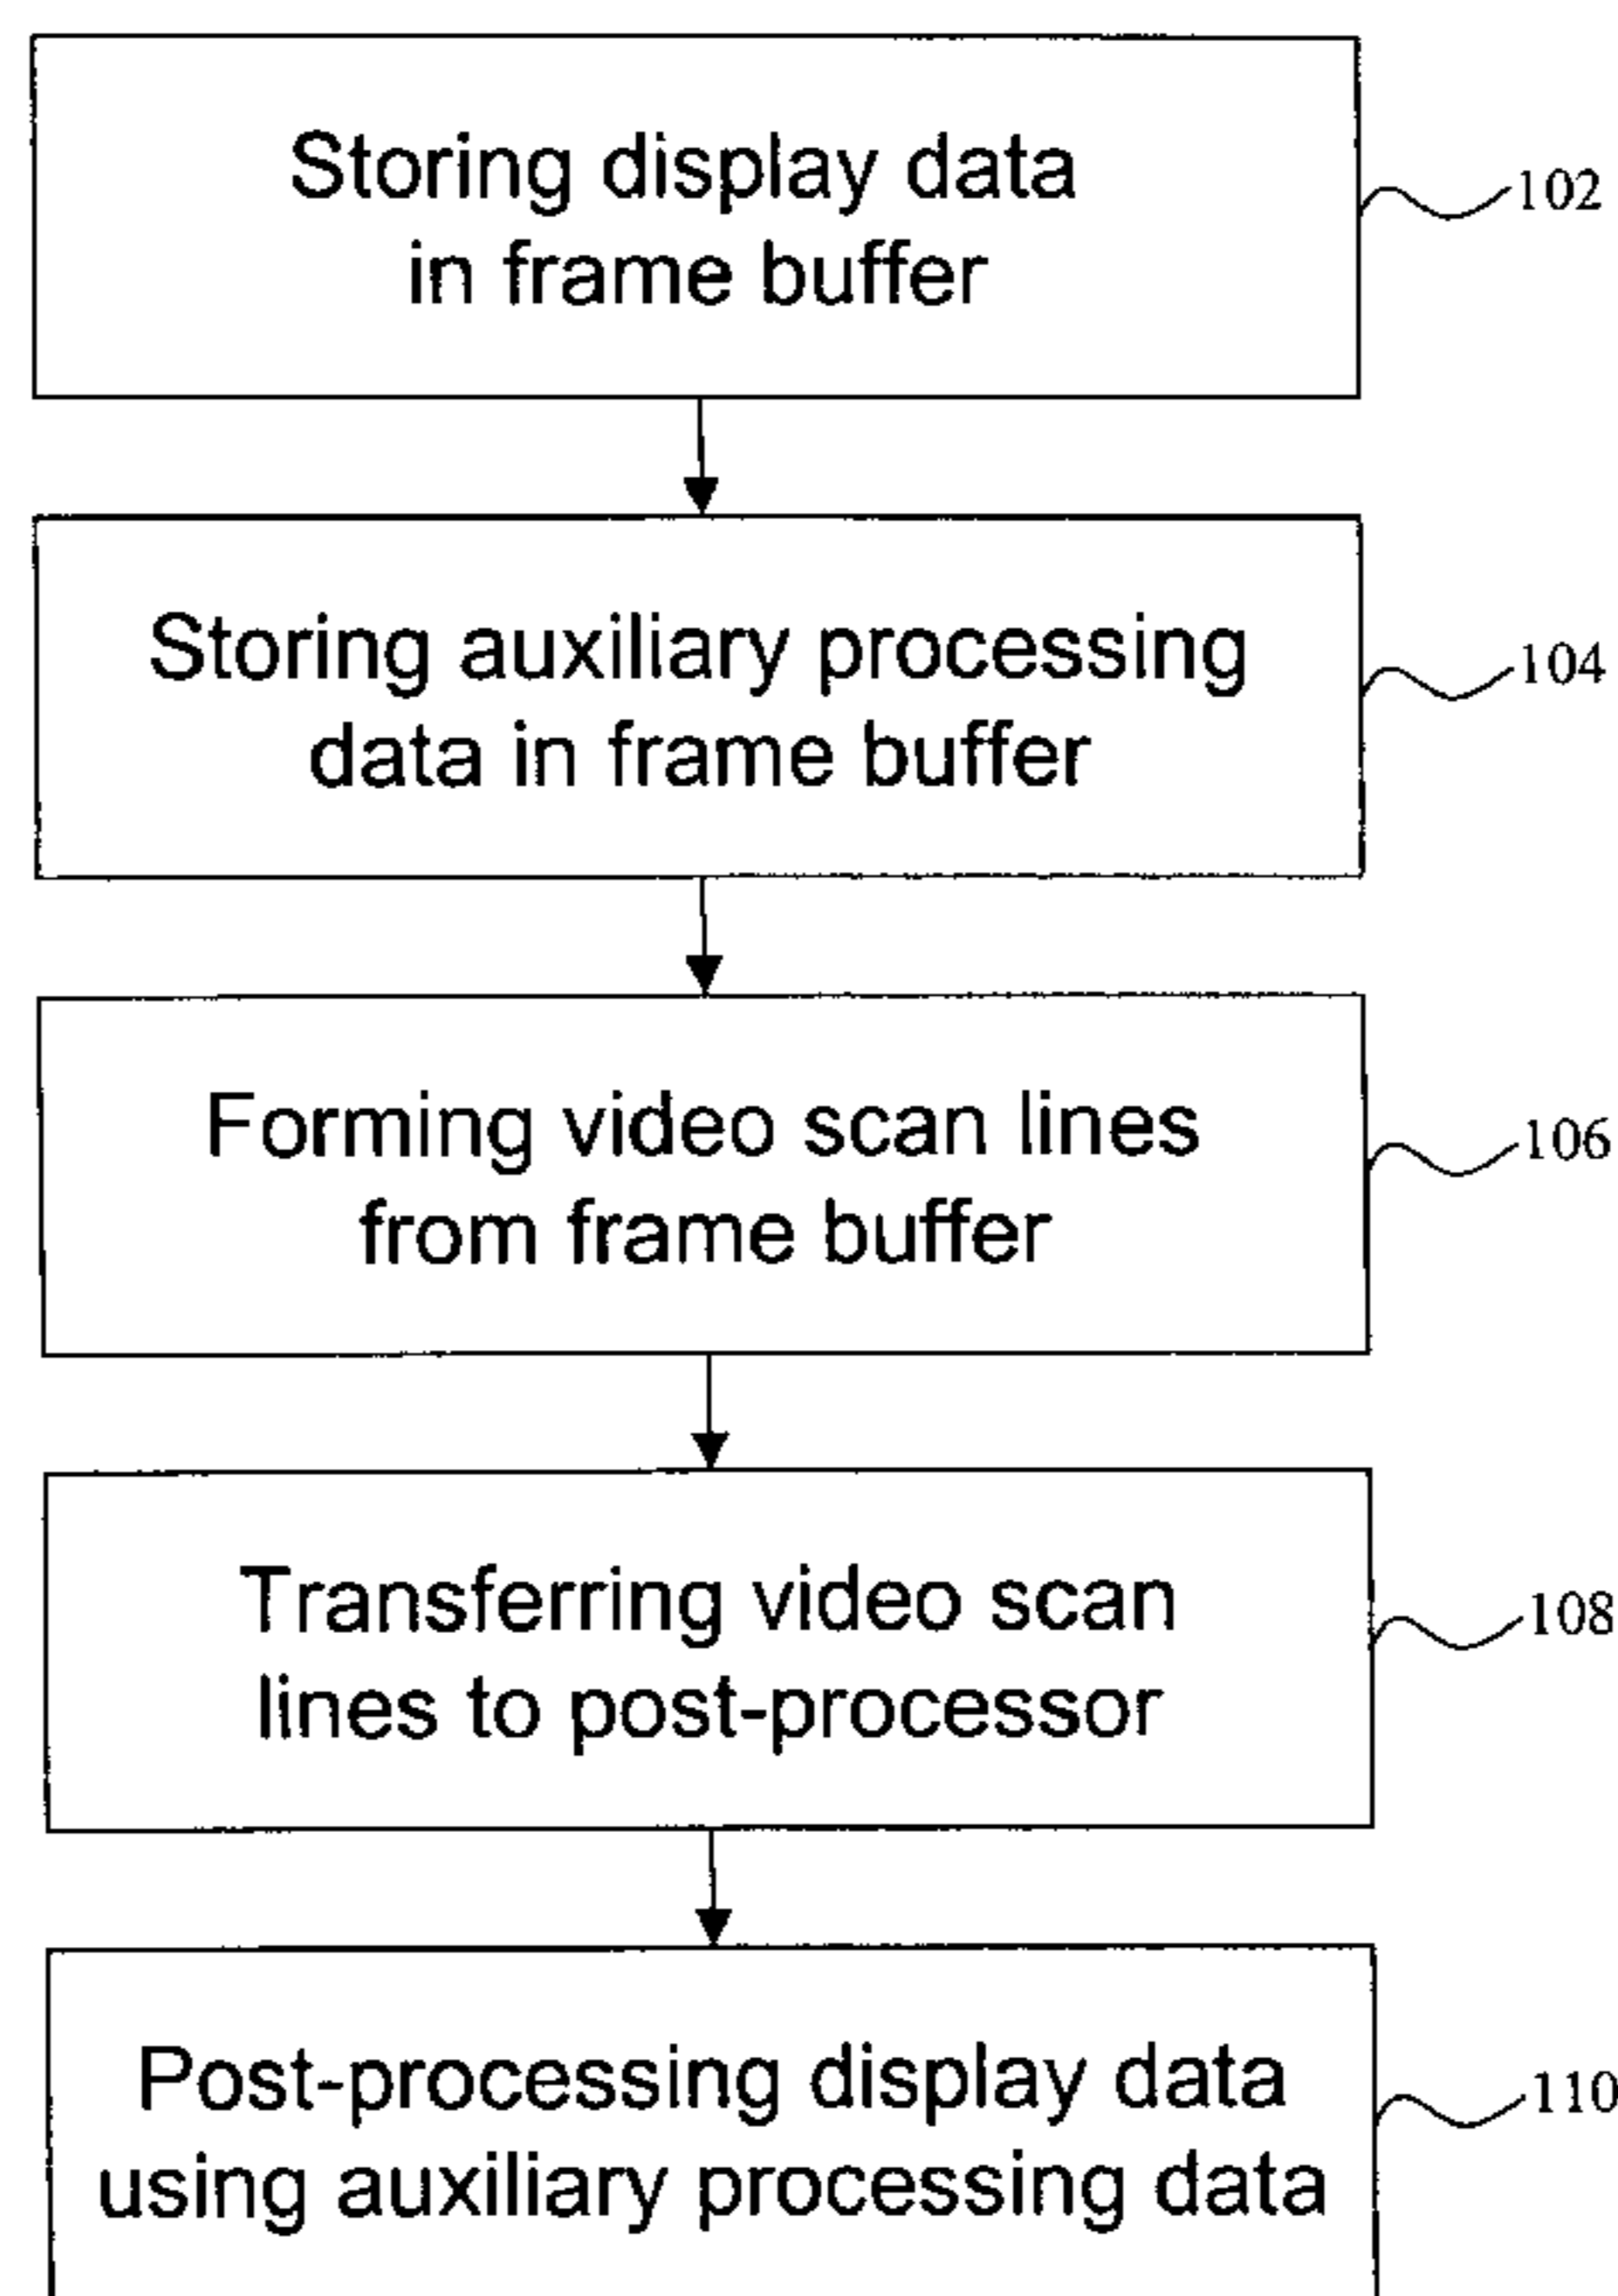 Storing display data
in frame buffer
102
Storing auxiliary processing
data in frame buffer
104
Forming video scan lines
from frame buffer
106
Transferring video scan
lines to post-processor
108
Post-processing display data
using auxiliary processing data
110